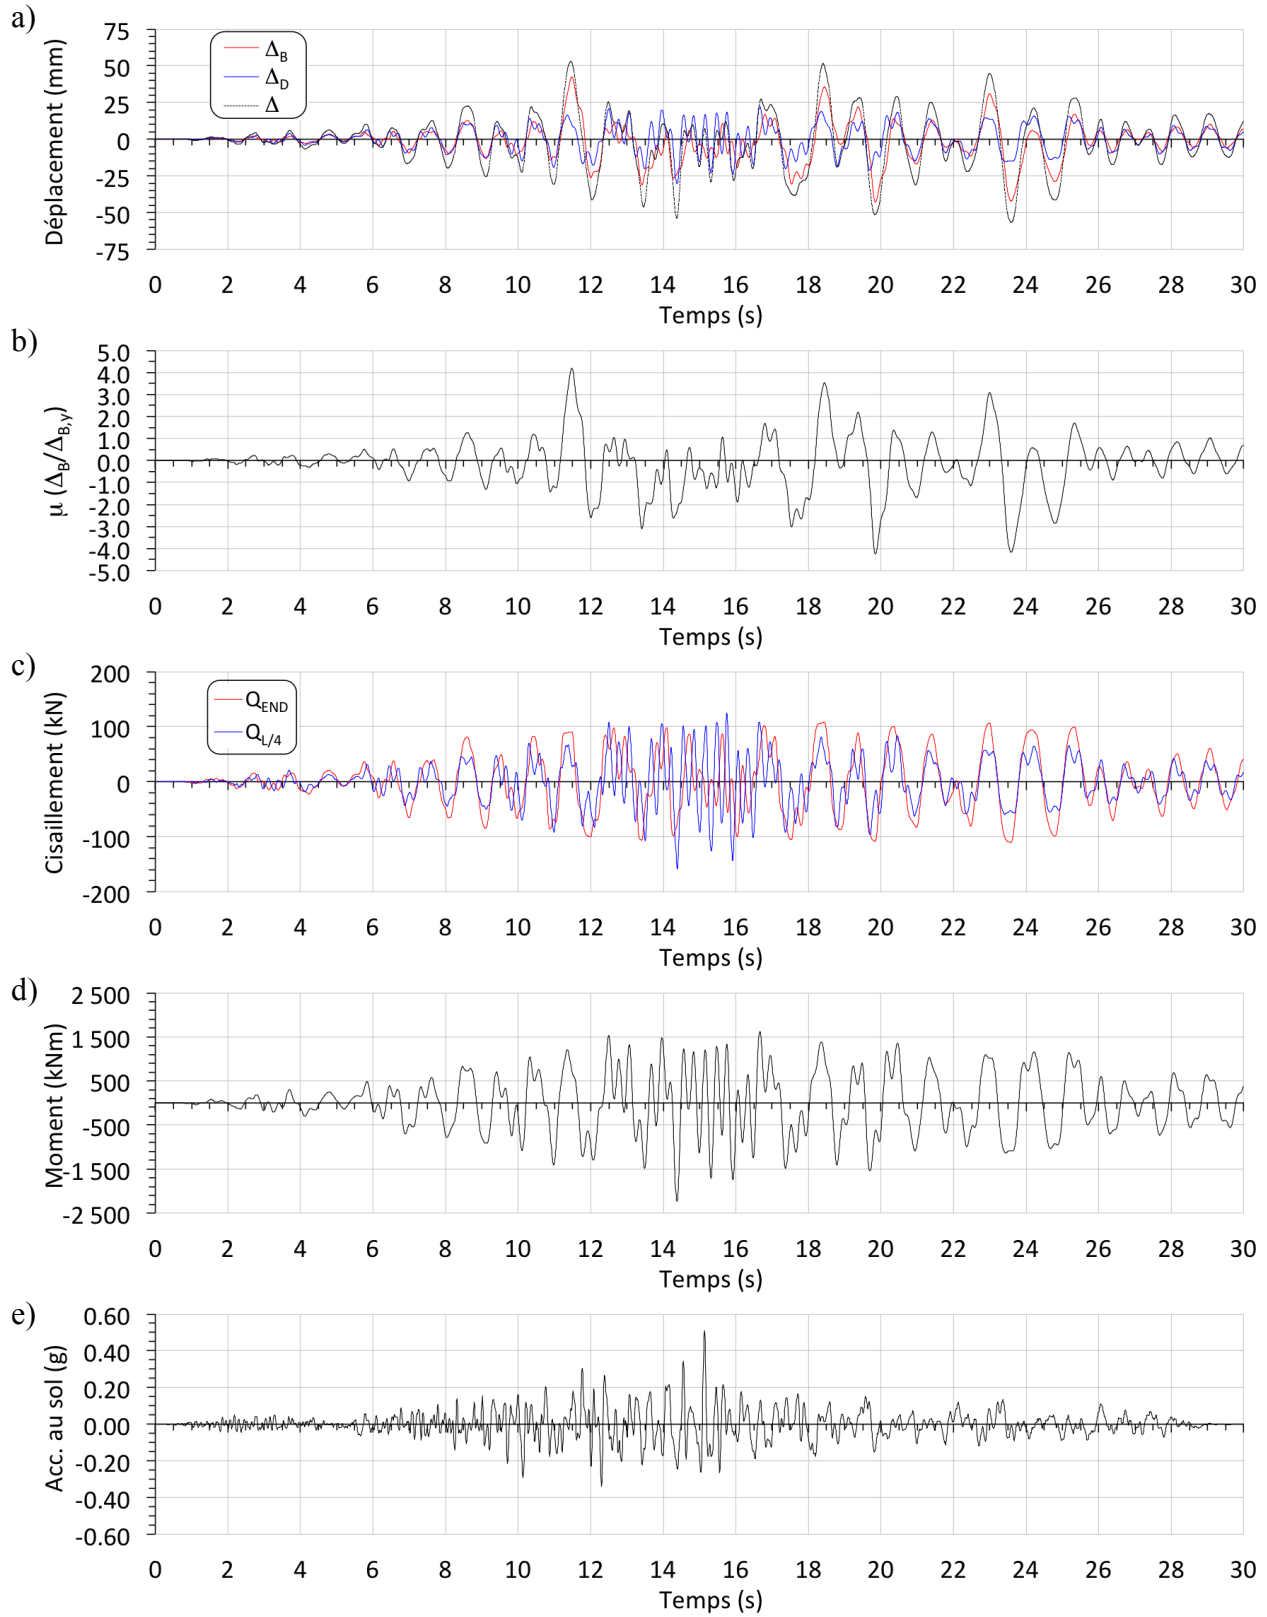 a)
Déplacement (mm)
75
50
25
0
-25
-50
-75
Δ_B
Δ_D
Δ
0 2 4 6 8 10 12 14 16 18 20 22 24 26 28 30
Temps (s)
b)
μ (Δ_B/Δ_B,y)
5.0
4.0
3.0
2.0
1.0
0.0
-1.0
-2.0
-3.0
-4.0
-5.0
0 2 4 6 8 10 12 14 16 18 20 22 24 26 28 30
Temps (s)
c)
Cisaillement (kN)
200
100
0
-100
-200
Q_END
Q_L/4
0 2 4 6 8 10 12 14 16 18 20 22 24 26 28 30
Temps (s)
d)
Moment (kNm)
2 500
1 500
500
-500
-1 500
-2 500
0 2 4 6 8 10 12 14 16 18 20 22 24 26 28 30
Temps (s)
e)
Acc. au sol (g)
0.60
0.40
0.20
0.00
-0.20
-0.40
-0.60
0 2 4 6 8 10 12 14 16 18 20 22 24 26 28 30
Temps (s)